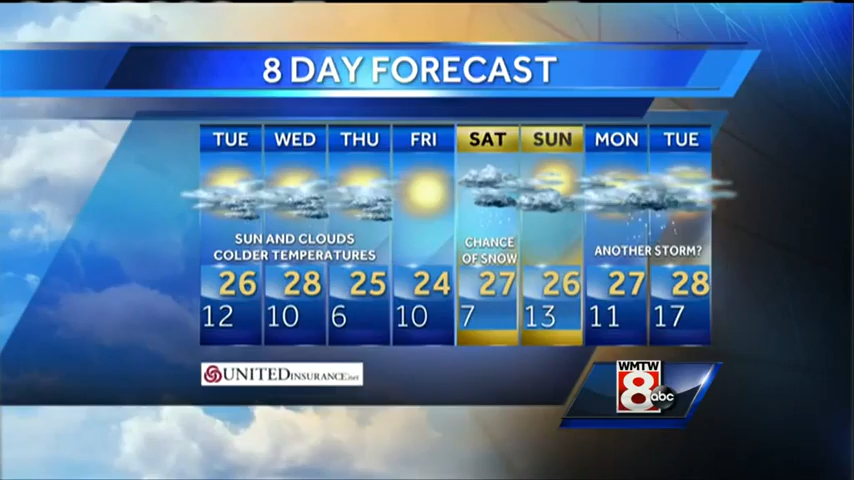 8 DAY FORECAST
TUE WED THU FRI SAT SUN MON TUE
SUN AND CLOUDS
COLDER TEMPERATURES
CHANCE
OF SNOW
ANOTHER STORM?
26 28 25 24 27 26 27 28
12 10 6 10 7 13 11 17
UNITEDINSURANCE.net
WMTW
8
abc